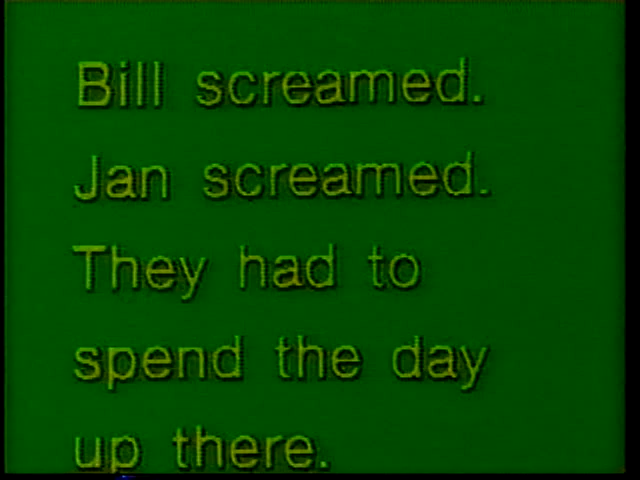 Bill screamed.
Jan screamed.
They had to
spend the day
up there.